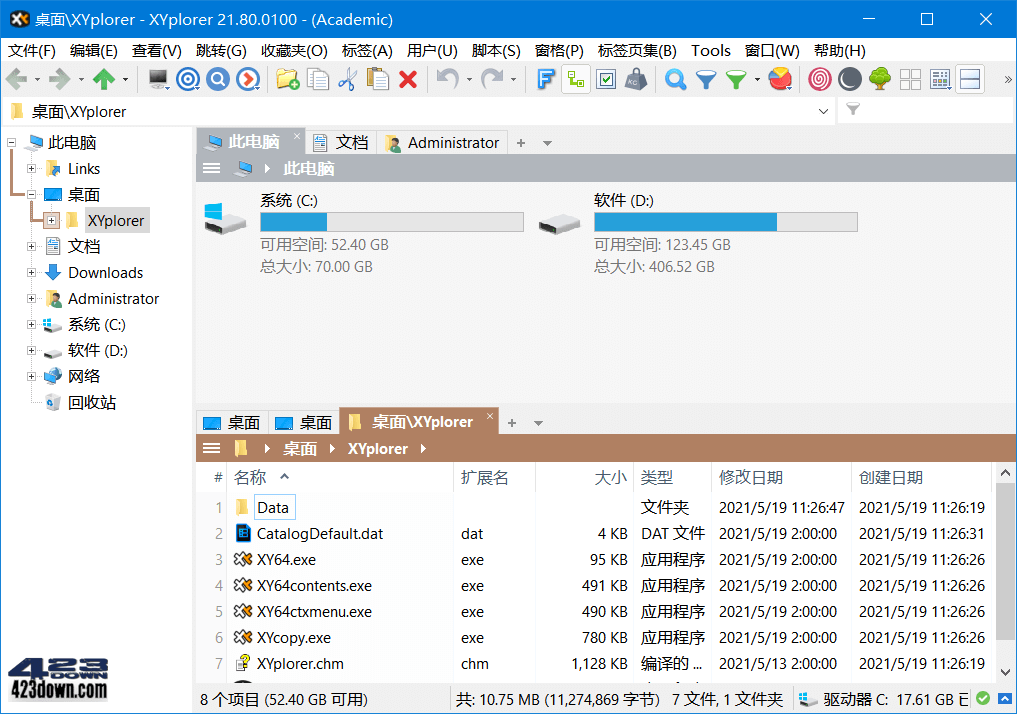 桌面\XYplorer - XYplorer 21.80.0100 - (Academic)
文件(F) 编辑(E) 查看(V) 跳转(G) 收藏夹(O) 标签(A) 用户(U) 脚本(S) 窗格(P) 标签页集(B) Tools 窗口(W) 帮助(H)
桌面\XYplorer
此电脑
Links
桌面
XYplorer
文档
Downloads
Administrator
系统 (C:)
软件 (D:)
网络
回收站
此电脑 文档 Administrator
此电脑
系统 (C:)
可用空间: 52.40 GB
总大小: 70.00 GB
软件 (D:)
可用空间: 123.45 GB
总大小: 406.52 GB
桌面 桌面 桌面\XYplorer
桌面 XYplorer
# 名称 扩展名 大小 类型 修改日期 创建日期
1 Data 文件夹 2021/5/19 11:26:47 2021/5/19 11:26:19
2 CatalogDefault.dat dat 4 KB DAT 文件 2021/5/19 2:00:00 2021/5/19 11:26:31
3 XY64.exe exe 95 KB 应用程序 2021/5/19 2:00:00 2021/5/19 11:26:26
4 XY64contents.exe exe 491 KB 应用程序 2021/5/19 2:00:00 2021/5/19 11:26:26
5 XY64ctxmenu.exe exe 490 KB 应用程序 2021/5/19 2:00:00 2021/5/19 11:26:26
6 XYcopy.exe exe 780 KB 应用程序 2021/5/19 2:00:00 2021/5/19 11:26:26
7 XYplorer.chm chm 1,128 KB 编译的 ... 2021/5/13 2:00:00 2021/5/19 11:26:19
8 个项目 (52.40 GB 可用) 共: 10.75 MB (11,274,869 字节) 7 文件, 1 文件夹 驱动器 C: 17.61 GB
423
DOWN
423down.com